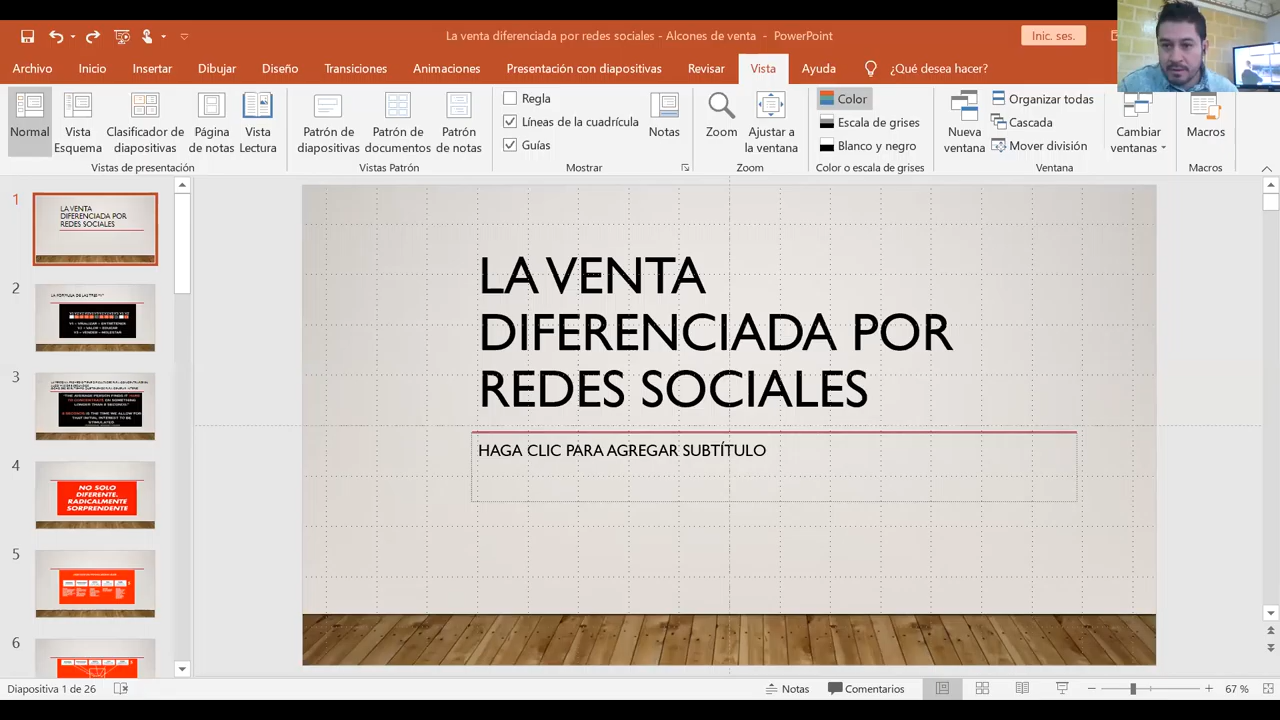 La venta diferenciada por redes sociales - Alcones de venta - PowerPoint
Inic. ses.
Archivo Inicio Insertar Dibujar Diseño Transiciones Animaciones Presentación con diapositivas Revisar Vista Ayuda ¿Qué desea hacer?
Normal
Vista Esquema
Clasificador de diapositivas
Página de notas
Vista Lectura
Vistas de presentación
Patrón de diapositivas
Patrón de documentos
Patrón de notas
Vistas Patrón
Regla
Líneas de la cuadrícula
Guías
Notas
Mostrar
Zoom
Ajustar a la ventana
Zoom
Color
Escala de grises
Blanco y negro
Color o escala de grises
Nueva ventana
Organizar todas
Cascada
Mover división
Cambiar ventanas
Ventana
Macros
Macros
1
LA VENTA
DIFERENCIADA POR
REDES SOCIALES
2
3
4
NO SOLO
DIFERENTE.
RADICALMENTE
SORPRENDENTE
5
6
LA VENTA
DIFERENCIADA POR
REDES SOCIALES
HAGA CLIC PARA AGREGAR SUBTÍTULO
Diapositiva 1 de 26
Notas
Comentarios
67 %